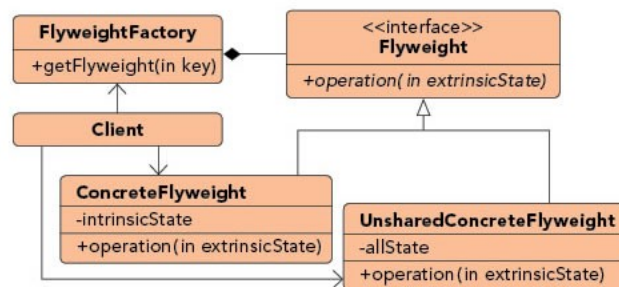 FlyweightFactory
+getFlyweight(in key)
<<interface>>
Flyweight
+operation( in extrinsicState)
Client
ConcreteFlyweight
-intrinsicState
+operation(in extrinsicState)
UnsharedConcreteFlyweight
-allState
+operation(in extrinsicState)